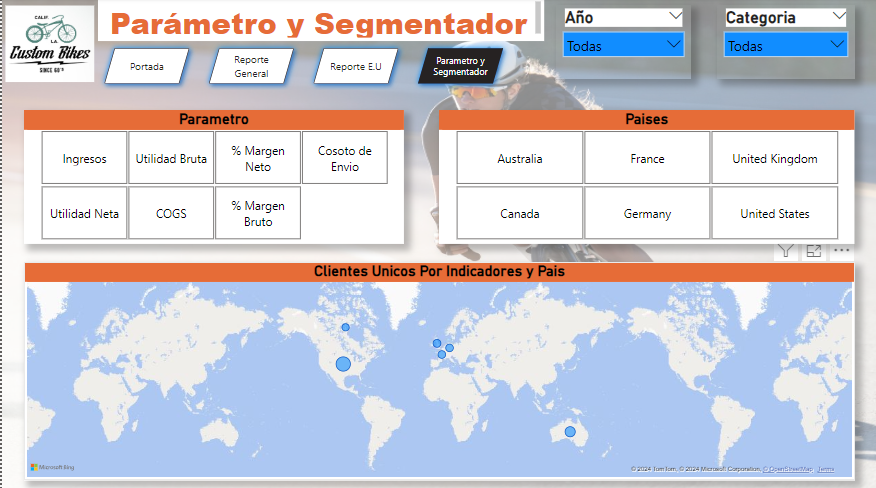 CALIF.
LA
Custom Bikes
SINCE 60's
Parámetro y Segmentador
Portada
Reporte
General
Reporte E.U
Parametro y
Segmentador
Año
Todas
Categoria
Todas
Parametro
Ingresos
Utilidad Bruta
% Margen
Neto
Cosoto de
Envio
Utilidad Neta
COGS
% Margen
Bruto
Paises
Australia
France
United Kingdom
Canada
Germany
United States
Clientes Unicos Por Indicadores y Pais
Microsoft Bing
© 2024 TomTom, © 2024 Microsoft Corporation, © OpenStreetMap Terms